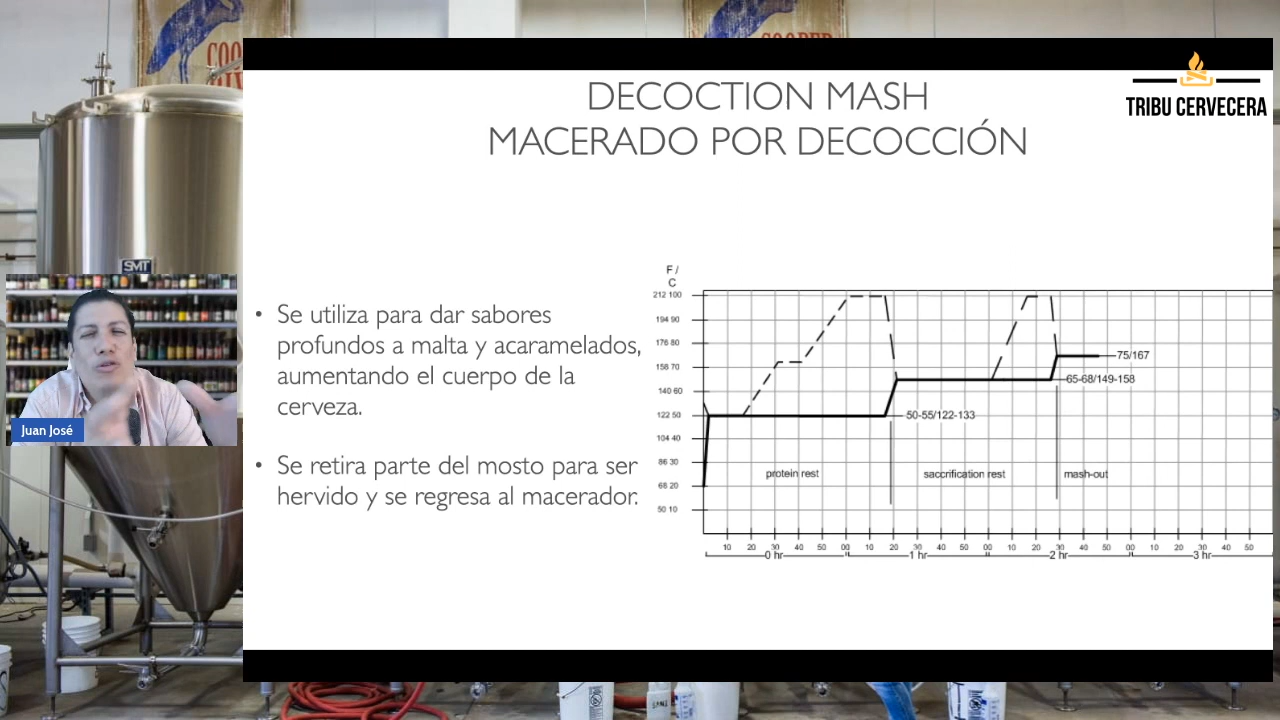 COOPER
DECOCTION MASH
MACERADO POR DECOCCIÓN
TRIBU CERVECERA
SMT
Juan José
• Se utiliza para dar sabores
profundos a malta y acaramelados,
aumentando el cuerpo de la
cerveza.
• Se retira parte del mosto para ser
hervido y se regresa al macerador.
F /
C
212 100
194 90
176 80
158 70
140 60
122 50
104 40
86 30
68 20
50 10
75/167
65-68/149-158
50-55/122-133
protein rest
saccrification rest
mash-out
10 20 30 40 50 00 10 20 30 40 50 00 10 20 30 40 50 00 10 20 30 40 50
0 hr 1 hr 2 hr 3 hr